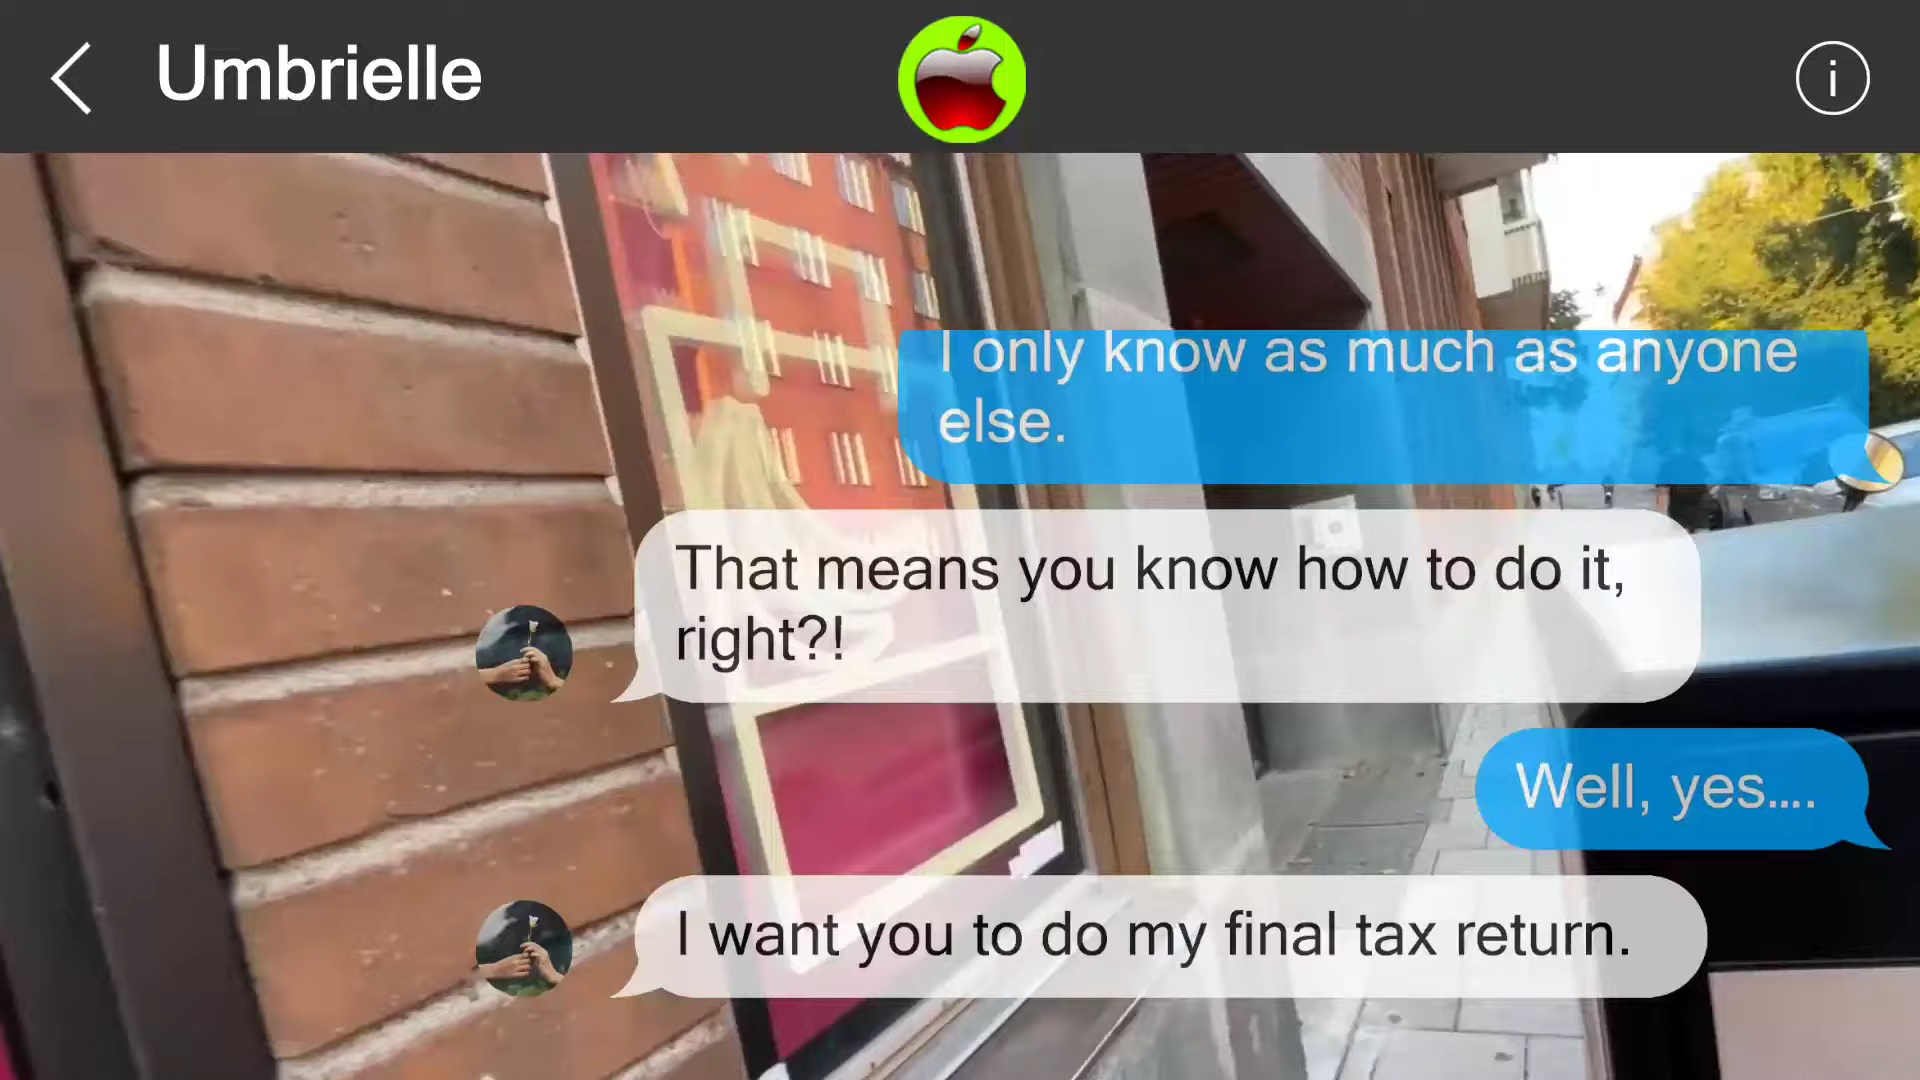 Umbrielle
i
I only know as much as anyone
else.
That means you know how to do it,
right?!
Well, yes....
I want you to do my final tax return.